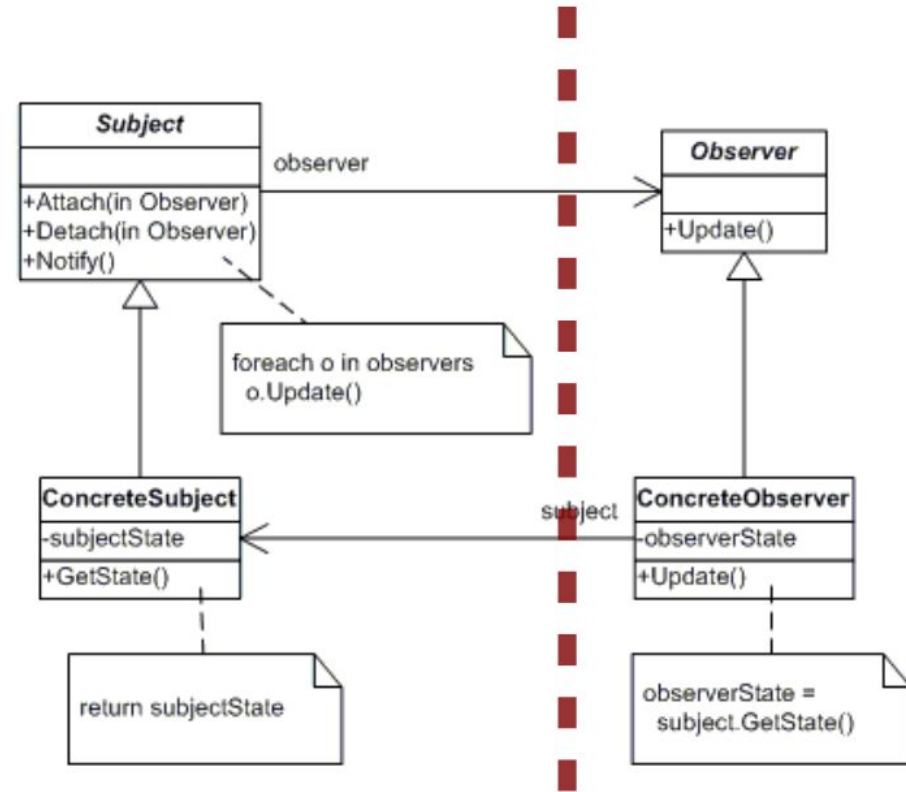 Subject
+Attach(in Observer)
+Detach(in Observer)
+Notify()
observer
Observer
+Update()
foreach o in observers
o.Update()
ConcreteSubject
-subjectState
+GetState()
subject
ConcreteObserver
-observerState
+Update()
return subjectState
observerState =
subject.GetState()